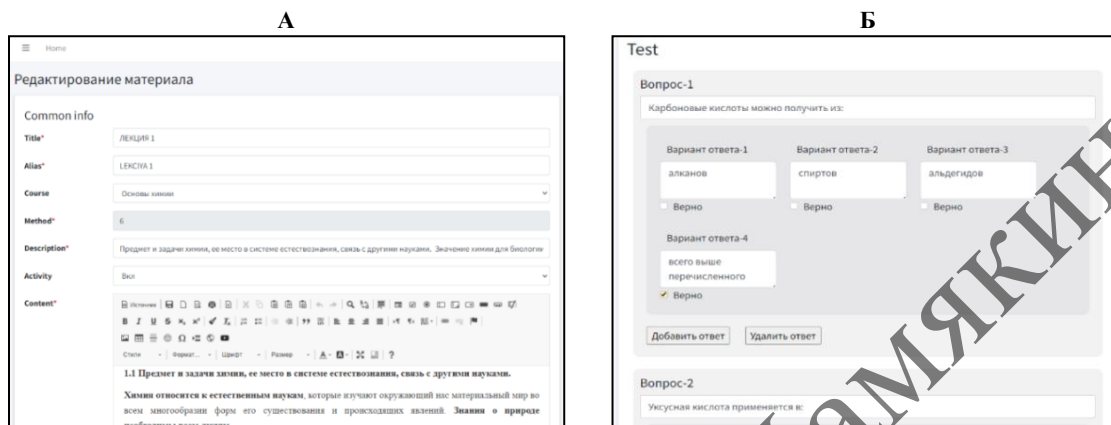 А
Home
Редактирование материала
Common info
Title* ЛЕКЦИЯ 1
Alias* LEKCIYA 1
Course Основы химии
Method* 6
Description* Предмет и задачи химии, ее место в системе естествознания, связь с другими науками. Значение химии для биологии
Activity Вкл
Content* Источник
Стили Формат... Шрифт Размер
1.1 Предмет и задачи химии, ее место в системе естествознания, связь с другими науками.
Химия относится к естественным наукам, которые изучают окружающий нас материальный мир во
всем многообразии форм его существования и происходящих явлений. Знания о природе
Б
Test
Вопрос-1
Карбоновые кислоты можно получить из:
Вариант ответа-1 Вариант ответа-2 Вариант ответа-3
алканов спиртов альдегидов
Верно Верно Верно
Вариант ответа-4
всего выше
перечисленного
Верно
Добавить ответ Удалить ответ
Вопрос-2
Уксусная кислота применяется в: